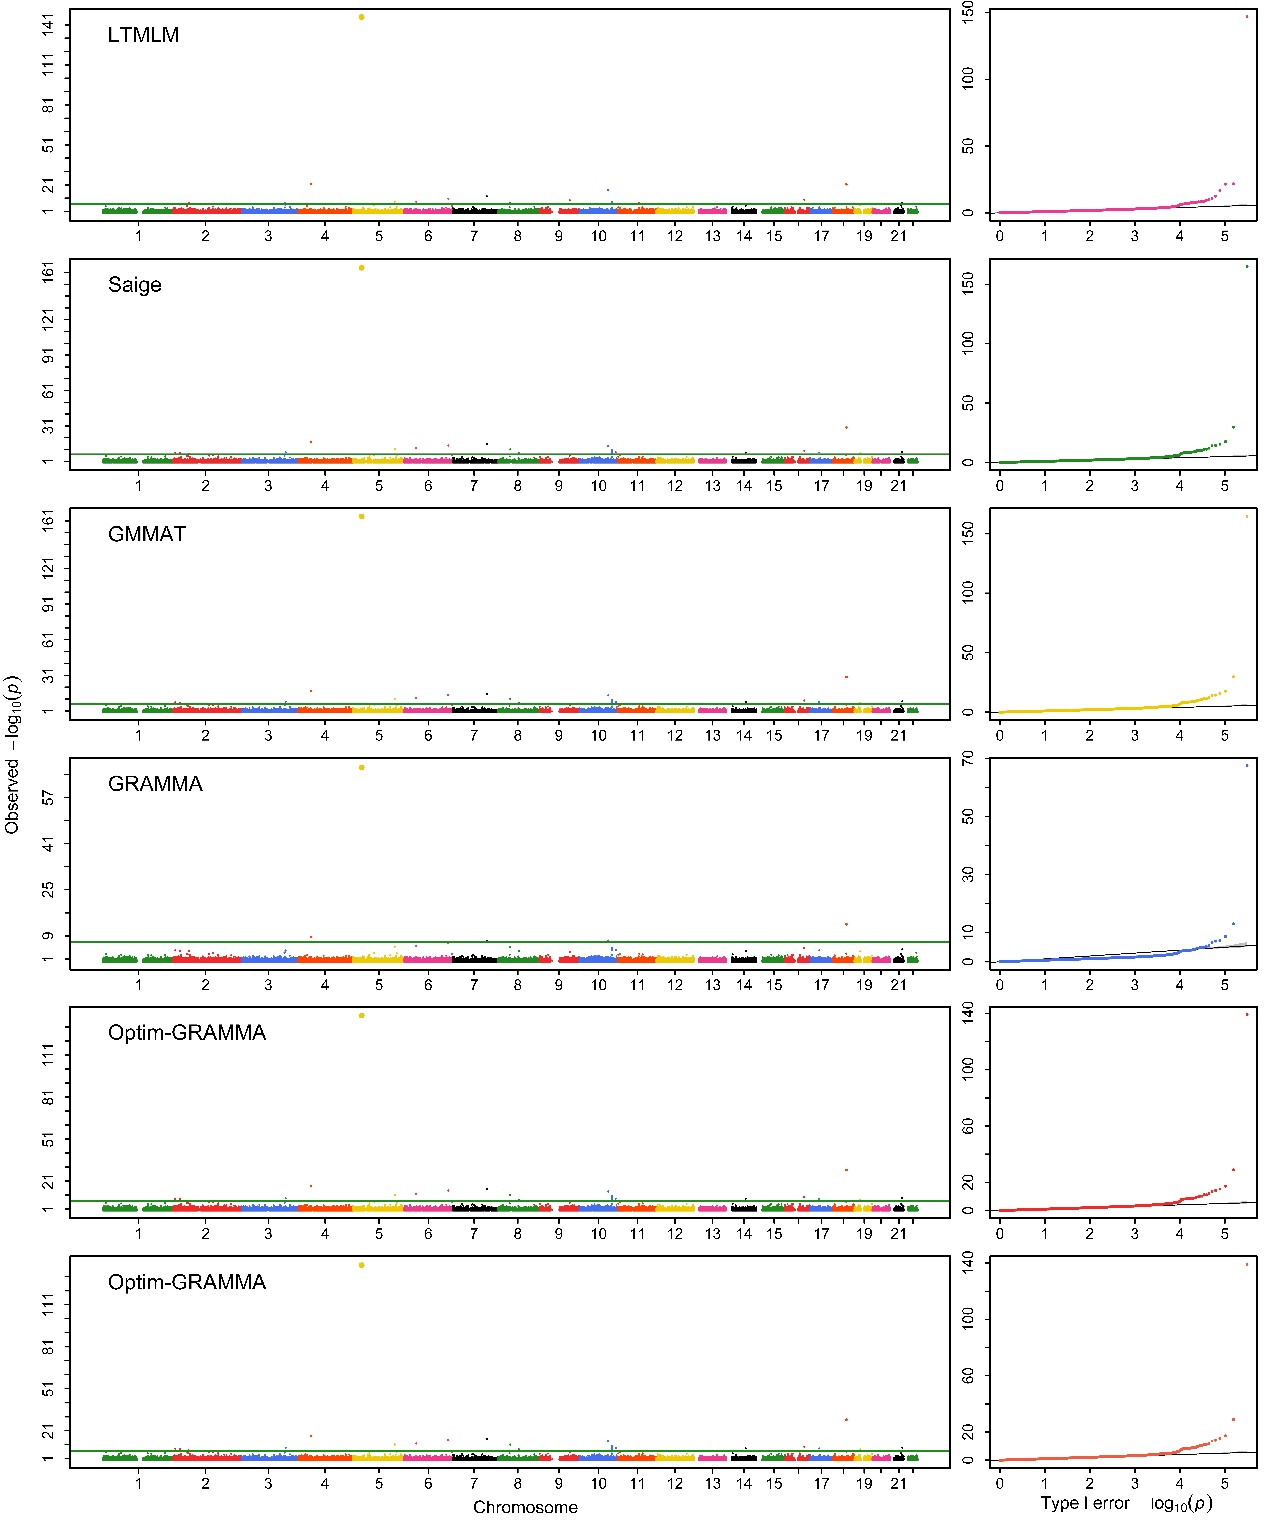 LTMLM
1 21 51 81 111 141
1 2 3 4 5 6 7 8 9 10 11 12 13 14 15 17 19 21
0 50 100 150
0 1 2 3 4 5
Saige
1 31 61 91 121 161
1 2 3 4 5 6 7 8 9 10 11 12 13 14 15 17 19 21
0 50 100 150
0 1 2 3 4 5
GMMAT
1 31 61 91 121 161
1 2 3 4 5 6 7 8 9 10 11 12 13 14 15 17 19 21
0 50 100 150
0 1 2 3 4 5
Observed −log10(p)
GRAMMA
1 9 25 41 57
1 2 3 4 5 6 7 8 9 10 11 12 13 14 15 17 19 21
0 10 30 50 70
0 1 2 3 4 5
Optim-GRAMMA
1 21 51 81 111
1 2 3 4 5 6 7 8 9 10 11 12 13 14 15 17 19 21
0 20 60 100 140
0 1 2 3 4 5
Optim-GRAMMA
1 21 51 81 111
1 2 3 4 5 6 7 8 9 10 11 12 13 14 15 17 19 21
0 20 60 100 140
0 1 2 3 4 5
Chromosome
Type I error log10(p)